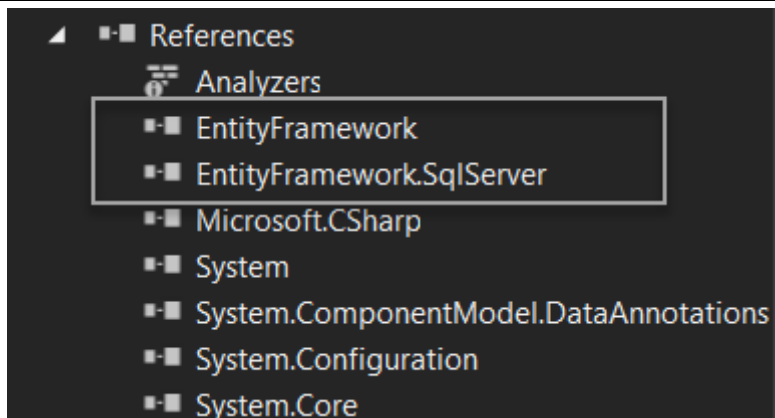 References
Analyzers
EntityFramework
EntityFramework.SqlServer
Microsoft.CSharp
System
System.ComponentModel.DataAnnotations
System.Configuration
System.Core